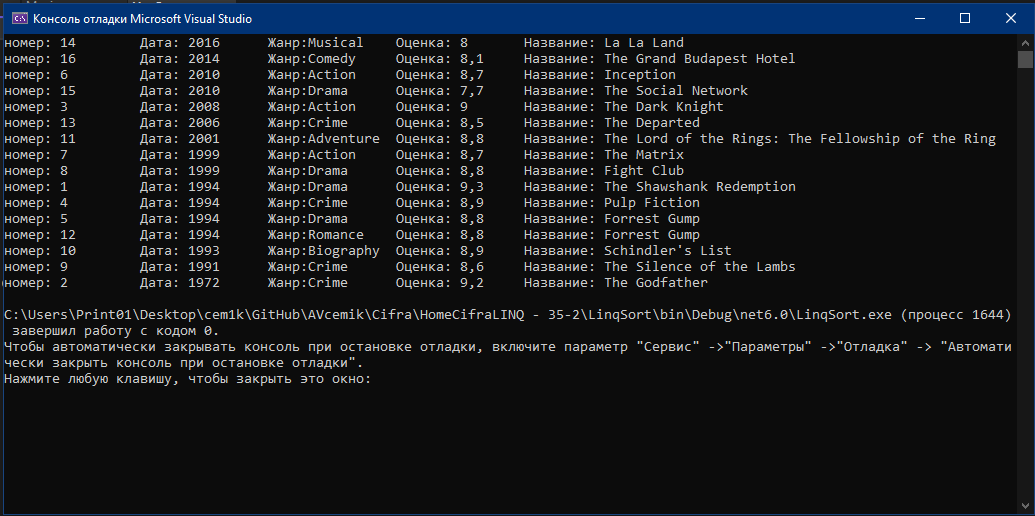 Консоль отладки Microsoft Visual Studio
номер: 14 Дата: 2016 Жанр:Musical Оценка: 8 Название: La La Land
номер: 16 Дата: 2014 Жанр:Comedy Оценка: 8,1 Название: The Grand Budapest Hotel
номер: 6 Дата: 2010 Жанр:Action Оценка: 8,7 Название: Inception
номер: 15 Дата: 2010 Жанр:Drama Оценка: 7,7 Название: The Social Network
номер: 3 Дата: 2008 Жанр:Action Оценка: 9 Название: The Dark Knight
номер: 13 Дата: 2006 Жанр:Crime Оценка: 8,5 Название: The Departed
номер: 11 Дата: 2001 Жанр:Adventure Оценка: 8,8 Название: The Lord of the Rings: The Fellowship of the Ring
номер: 7 Дата: 1999 Жанр:Action Оценка: 8,7 Название: The Matrix
номер: 8 Дата: 1999 Жанр:Drama Оценка: 8,8 Название: Fight Club
номер: 1 Дата: 1994 Жанр:Drama Оценка: 9,3 Название: The Shawshank Redemption
номер: 4 Дата: 1994 Жанр:Crime Оценка: 8,9 Название: Pulp Fiction
номер: 5 Дата: 1994 Жанр:Drama Оценка: 8,8 Название: Forrest Gump
номер: 12 Дата: 1994 Жанр:Romance Оценка: 8,8 Название: Forrest Gump
номер: 10 Дата: 1993 Жанр:Biography Оценка: 8,9 Название: Schindler's List
номер: 9 Дата: 1991 Жанр:Crime Оценка: 8,6 Название: The Silence of the Lambs
номер: 2 Дата: 1972 Жанр:Crime Оценка: 9,2 Название: The Godfather
C:\Users\Print01\Desktop\cem1k\GitHub\AVcemik\Cifra\HomeCifraLINQ - 35-2\LinqSort\bin\Debug\net6.0\LinqSort.exe (процесс 1644)
завершил работу с кодом 0.
Чтобы автоматически закрывать консоль при остановке отладки, включите параметр "Сервис" ->"Параметры" ->"Отладка" -> "Автомати
чески закрыть консоль при остановке отладки".
Нажмите любую клавишу, чтобы закрыть это окно: